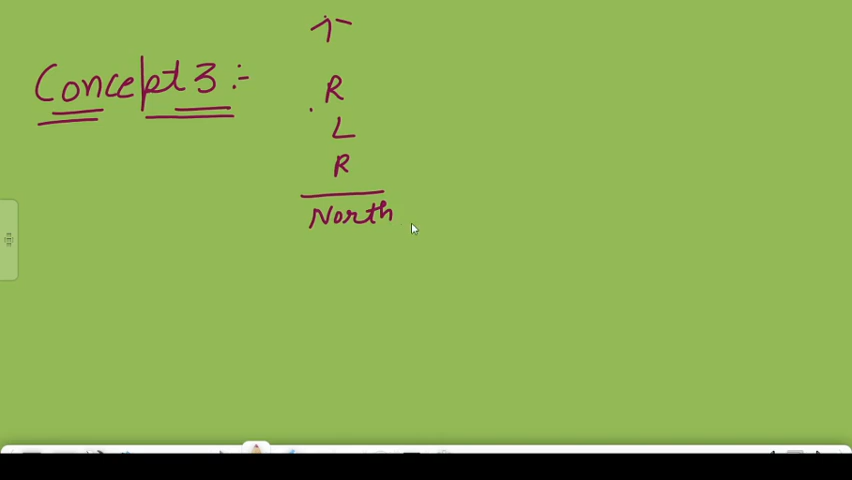 Concept 3 :-
↑
R
L
R
North